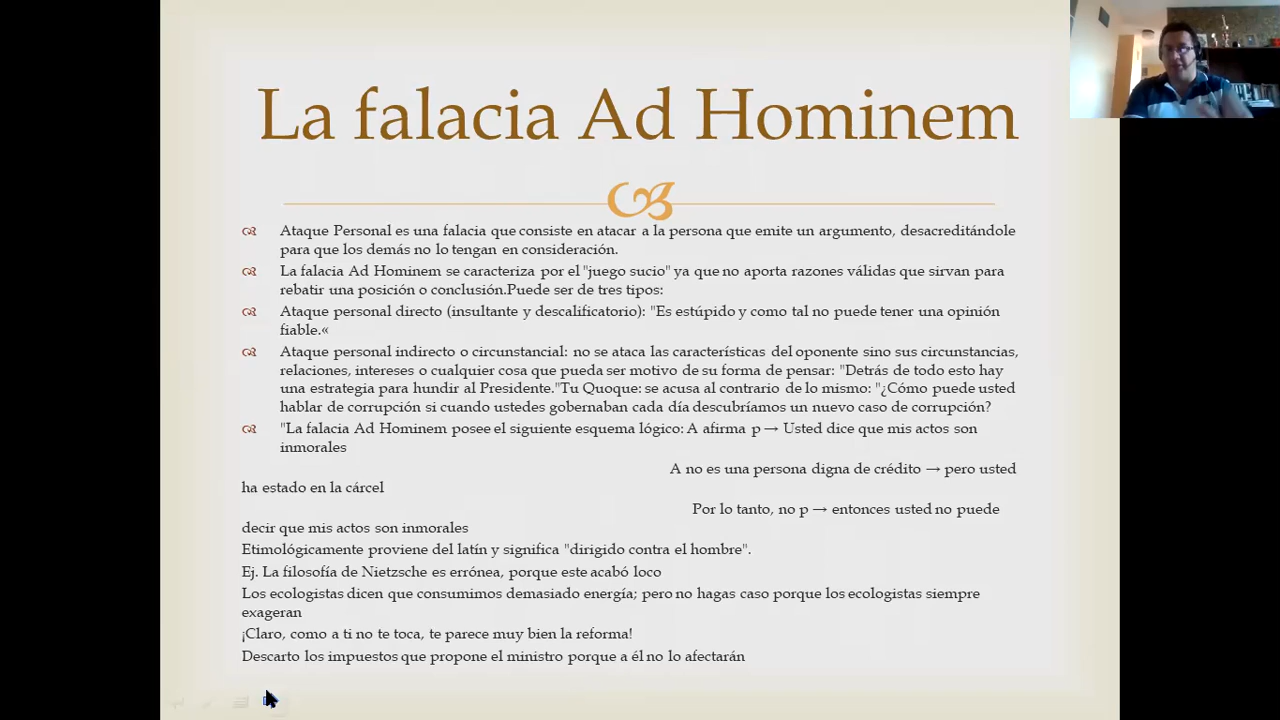 La falacia Ad Hominem
Ataque Personal es una falacia que consiste en atacar a la persona que emite un argumento, desacreditándole
para que los demás no lo tengan en consideración.
La falacia Ad Hominem se caracteriza por el "juego sucio" ya que no aporta razones válidas que sirvan para
rebatir una posición o conclusión.Puede ser de tres tipos:
Ataque personal directo (insultante y descalificatorio): "Es estúpido y como tal no puede tener una opinión
fiable.«
Ataque personal indirecto o circunstancial: no se ataca las características del oponente sino sus circunstancias,
relaciones, intereses o cualquier cosa que pueda ser motivo de su forma de pensar: "Detrás de todo esto hay
una estrategia para hundir al Presidente."Tu Quoque: se acusa al contrario de lo mismo: "¿Cómo puede usted
hablar de corrupción si cuando ustedes gobernaban cada día descubríamos un nuevo caso de corrupción?
"La falacia Ad Hominem posee el siguiente esquema lógico: A afirma p → Usted dice que mis actos son
inmorales
A no es una persona digna de crédito → pero usted
ha estado en la cárcel
Por lo tanto, no p → entonces usted no puede
decir que mis actos son inmorales
Etimológicamente proviene del latín y significa "dirigido contra el hombre".
Ej. La filosofía de Nietzsche es errónea, porque este acabó loco
Los ecologistas dicen que consumimos demasiado energía; pero no hagas caso porque los ecologistas siempre
exageran
¡Claro, como a ti no te toca, te parece muy bien la reforma!
Descarto los impuestos que propone el ministro porque a él no lo afectarán